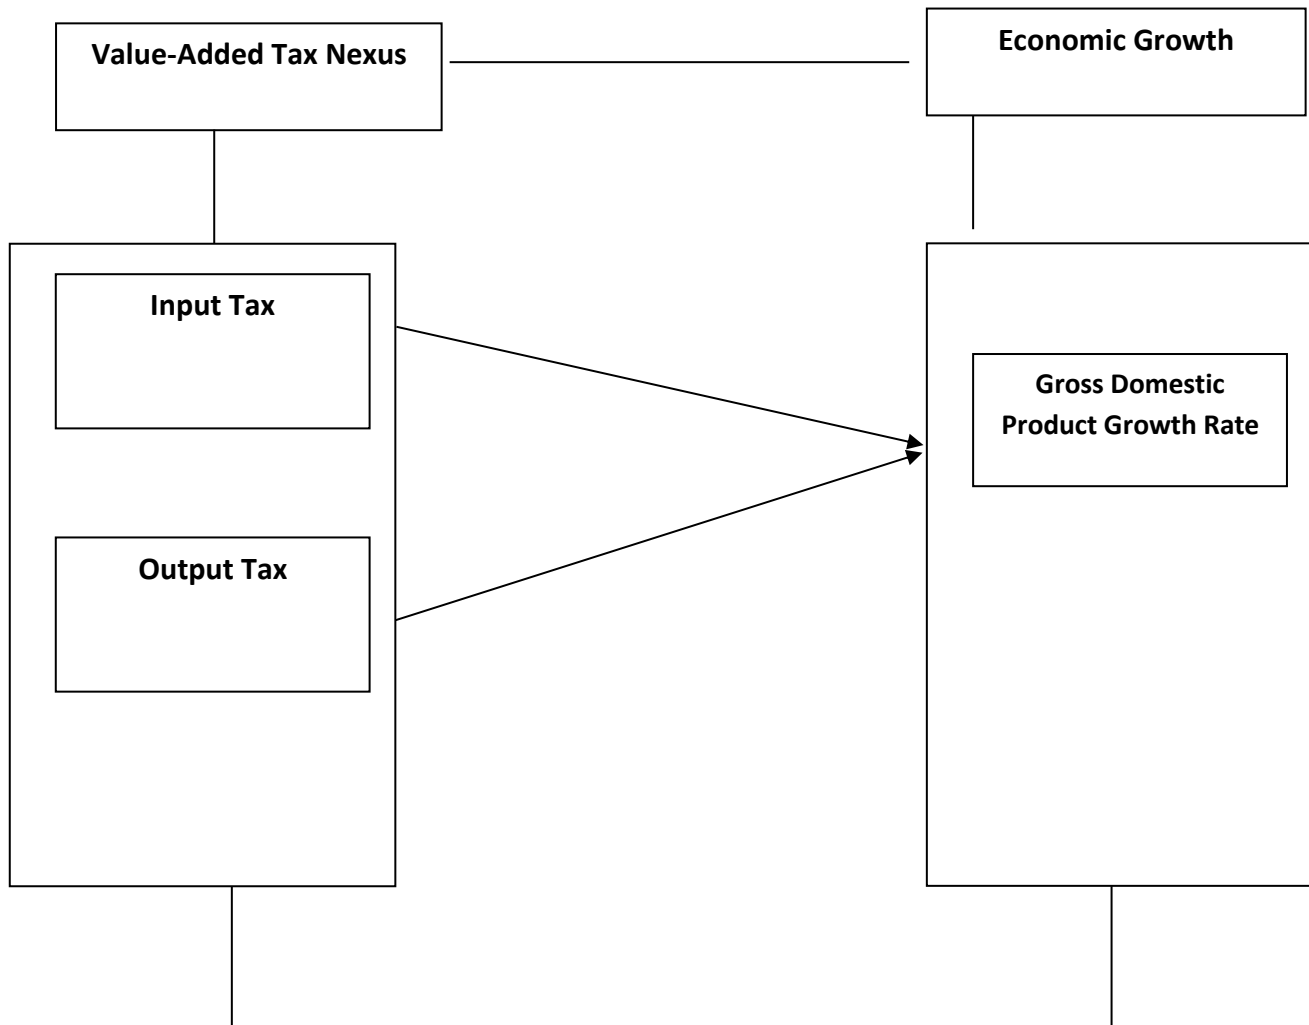 Value-Added Tax Nexus
Economic Growth
Input Tax
Gross Domestic
Product Growth Rate
Output Tax